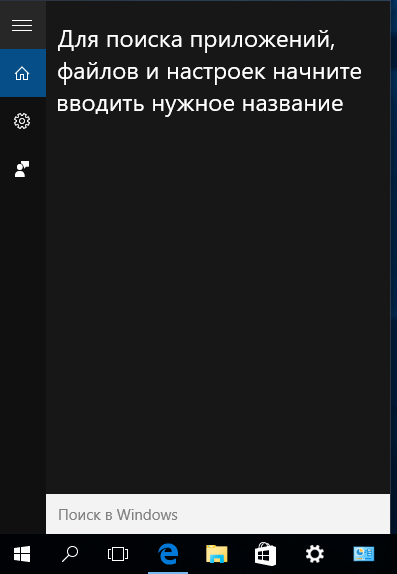 Для поиска приложений,
файлов и настроек начните
вводить нужное название
Поиск в Windows